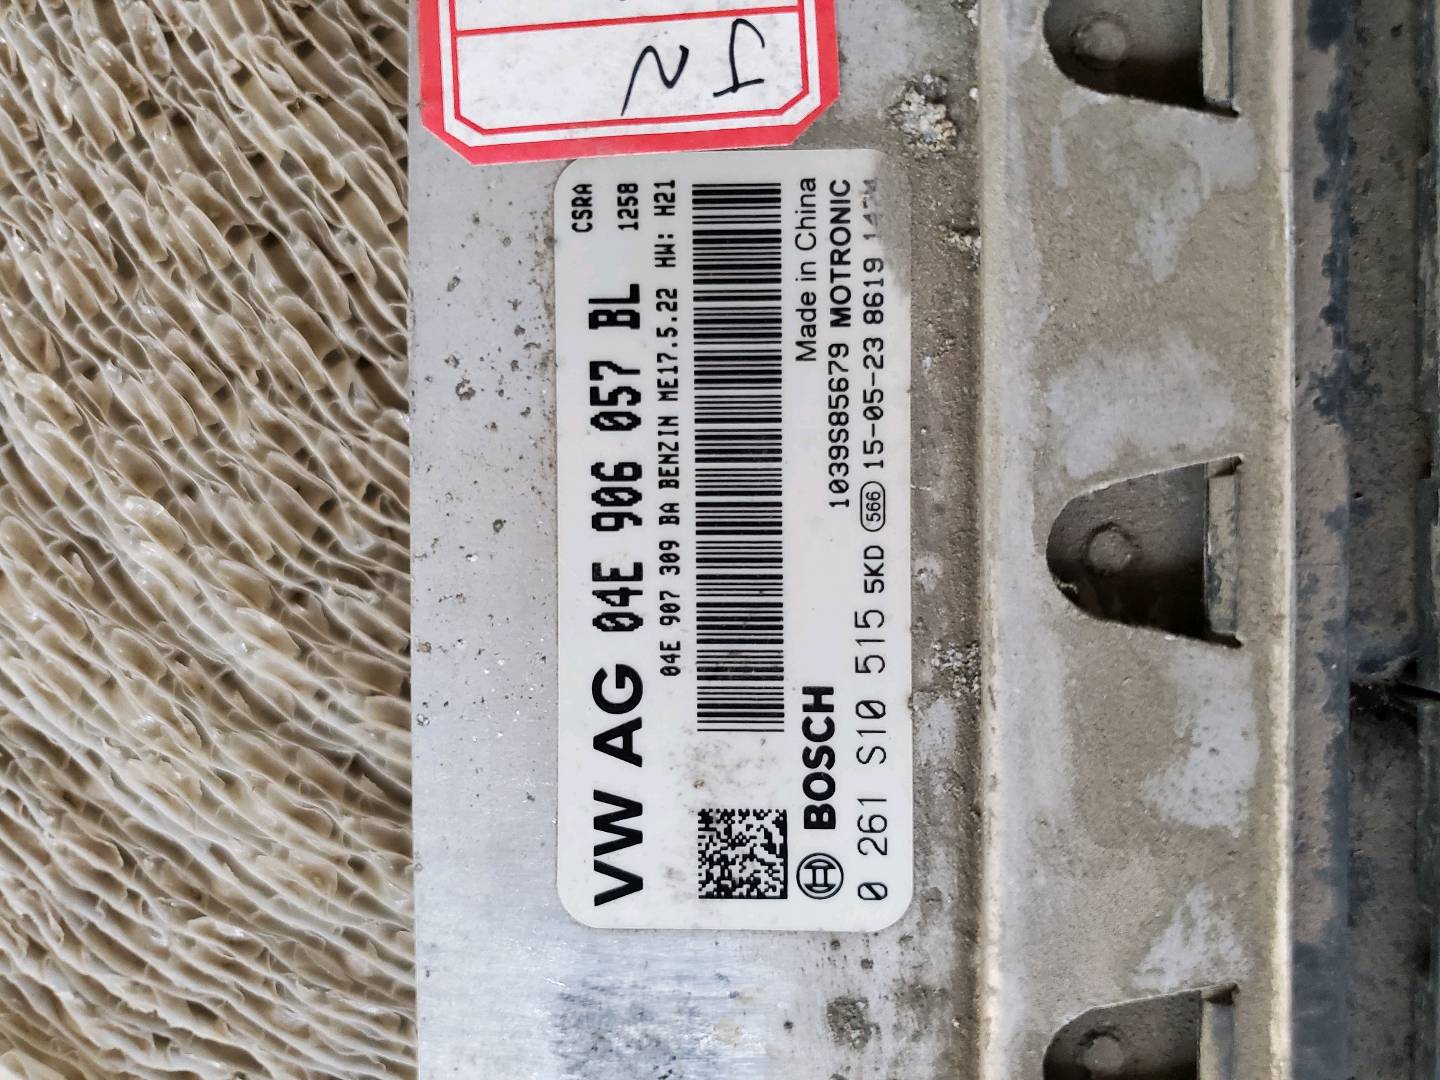 42
CSRA
VW AG 04E 906 057 BL 1258
04E 907 309 BA BENZIN ME17.5.22 HW: H21
BOSCH
Made in China
1039S85679 MOTRONIC
0 261 S10 515 5KD 566 15-05-23 8619